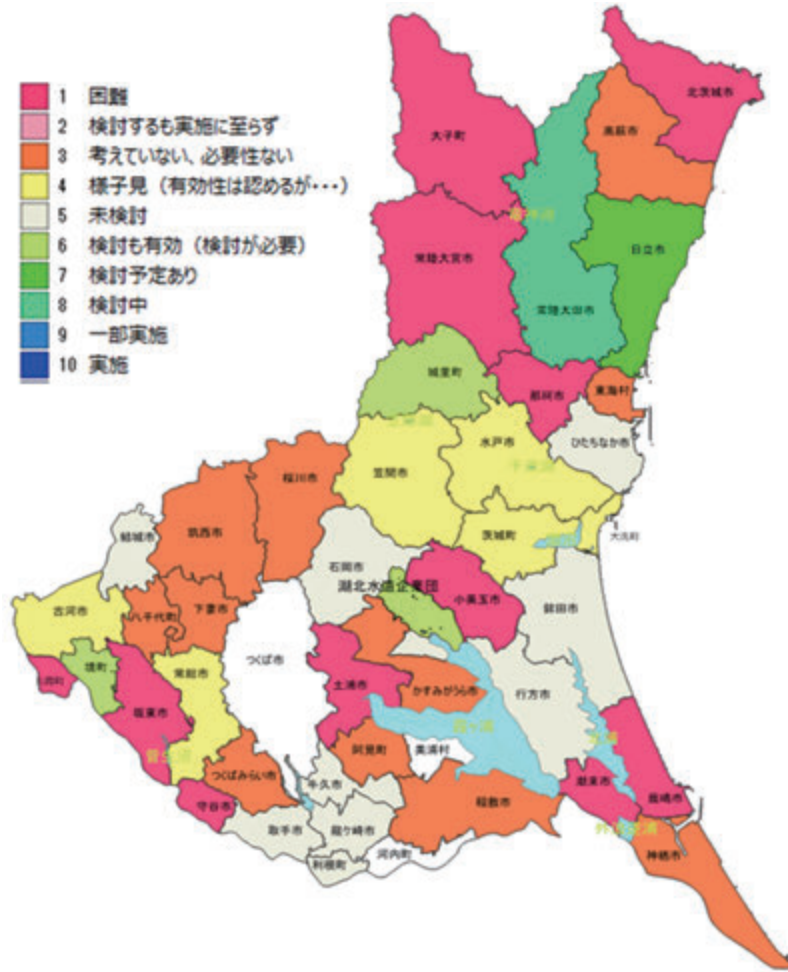 1 困難
2 検討するも実施に至らず
3 考えていない、必要性ない
4 様子見（有効性は認めるが・・・）
5 未検討
6 検討も有効（検討が必要）
7 検討予定あり
8 検討中
9 一部実施
10 実施
北茨城市
大子町
高萩市
常陸大宮市
日立市
常陸太田市
城里町
那珂市
東海村
水戸市
ひたちなか市
笠間市
桜川市
筑西市
結城市
茨城町
大洗町
石岡市
湖北水道企業団
小美玉市
鉾田市
古河市
八千代町
下妻市
つくば市
境町
常総市
坂東市
土浦市
かすみがうら市
行方市
霞ヶ浦
菅生沼
つくばみらい市
阿見町
美浦村
守谷市
牛久市
潮来市
鹿嶋市
稲敷市
取手市
龍ケ崎市
利根町
河内町
神栖市